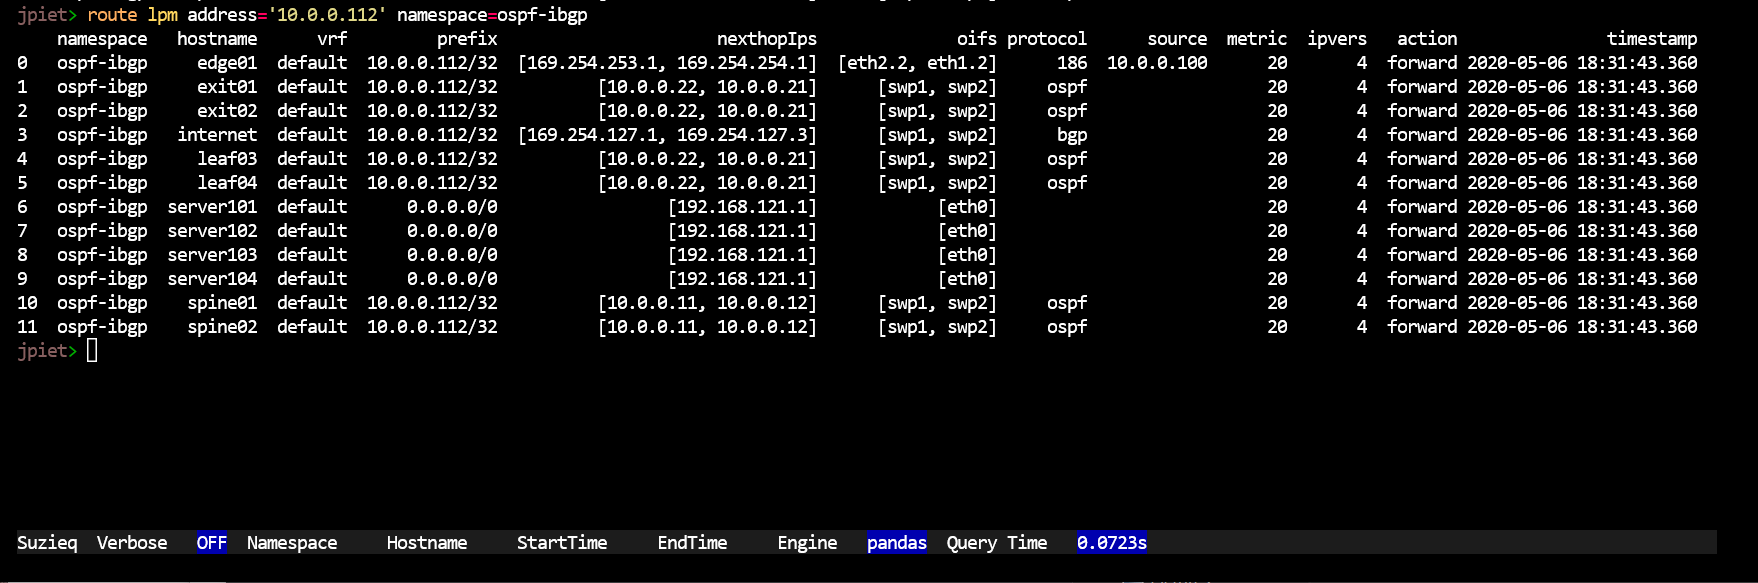 jpiet> route lpm address='10.0.0.112' namespace=ospf-ibgp
namespace hostname vrf prefix nexthopIps oifs protocol source metric ipvers action timestamp
0 ospf-ibgp edge01 default 10.0.0.112/32 [169.254.253.1, 169.254.254.1] [eth2.2, eth1.2] 186 10.0.0.100 20 4 forward 2020-05-06 18:31:43.360
1 ospf-ibgp exit01 default 10.0.0.112/32 [10.0.0.22, 10.0.0.21] [swp1, swp2] ospf 20 4 forward 2020-05-06 18:31:43.360
2 ospf-ibgp exit02 default 10.0.0.112/32 [10.0.0.22, 10.0.0.21] [swp1, swp2] ospf 20 4 forward 2020-05-06 18:31:43.360
3 ospf-ibgp internet default 10.0.0.112/32 [169.254.127.1, 169.254.127.3] [swp1, swp2] bgp 20 4 forward 2020-05-06 18:31:43.360
4 ospf-ibgp leaf03 default 10.0.0.112/32 [10.0.0.22, 10.0.0.21] [swp1, swp2] ospf 20 4 forward 2020-05-06 18:31:43.360
5 ospf-ibgp leaf04 default 10.0.0.112/32 [10.0.0.22, 10.0.0.21] [swp1, swp2] ospf 20 4 forward 2020-05-06 18:31:43.360
6 ospf-ibgp server101 default 0.0.0.0/0 [192.168.121.1] [eth0] 20 4 forward 2020-05-06 18:31:43.360
7 ospf-ibgp server102 default 0.0.0.0/0 [192.168.121.1] [eth0] 20 4 forward 2020-05-06 18:31:43.360
8 ospf-ibgp server103 default 0.0.0.0/0 [192.168.121.1] [eth0] 20 4 forward 2020-05-06 18:31:43.360
9 ospf-ibgp server104 default 0.0.0.0/0 [192.168.121.1] [eth0] 20 4 forward 2020-05-06 18:31:43.360
10 ospf-ibgp spine01 default 10.0.0.112/32 [10.0.0.11, 10.0.0.12] [swp1, swp2] ospf 20 4 forward 2020-05-06 18:31:43.360
11 ospf-ibgp spine02 default 10.0.0.112/32 [10.0.0.11, 10.0.0.12] [swp1, swp2] ospf 20 4 forward 2020-05-06 18:31:43.360
jpiet>
Suzieq Verbose OFF Namespace Hostname StartTime EndTime Engine pandas Query Time 0.0723s